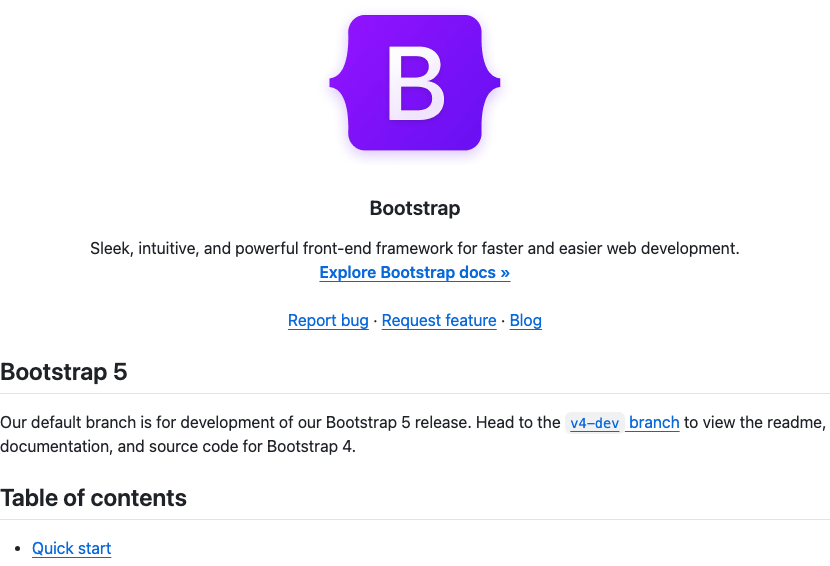 B
Bootstrap
Sleek, intuitive, and powerful front-end framework for faster and easier web development.
Explore Bootstrap docs »
Report bug · Request feature · Blog
Bootstrap 5
Our default branch is for development of our Bootstrap 5 release. Head to the v4-dev branch to view the readme,
documentation, and source code for Bootstrap 4.
Table of contents
• Quick start